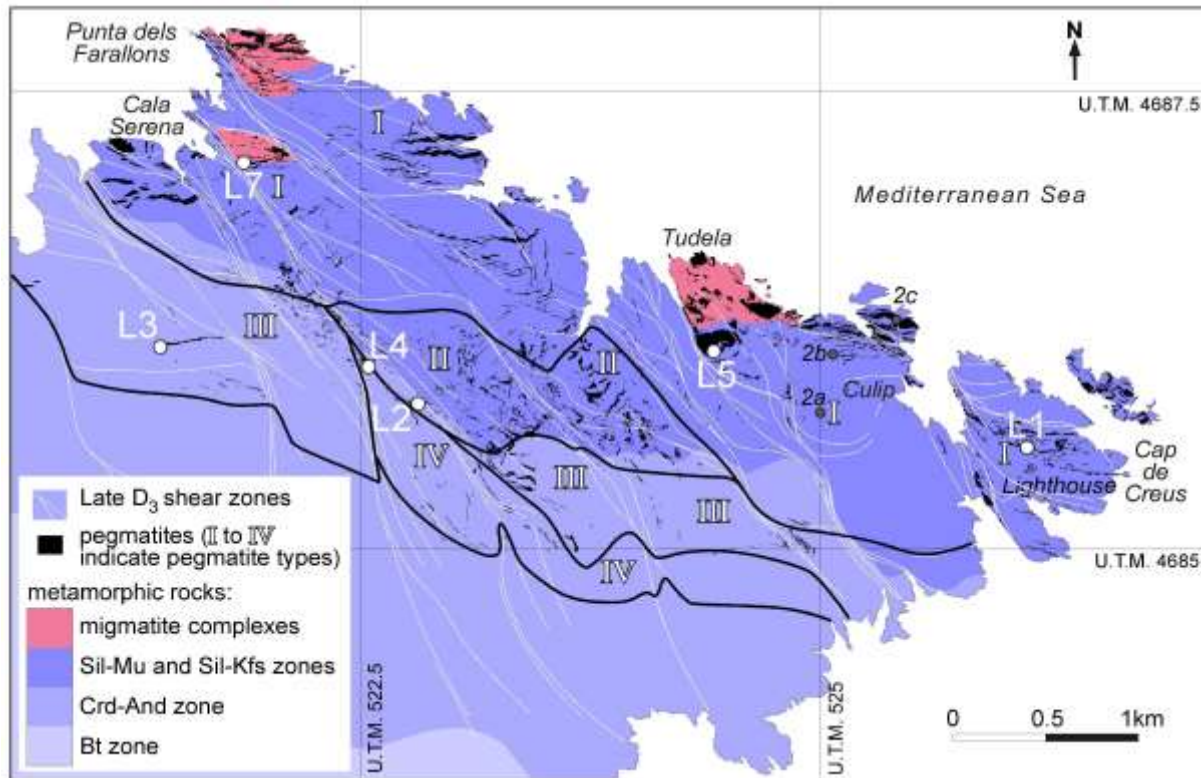 Punta dels
Farallons
N
U.T.M. 4687.5
Cala
Serena
I
L7
I
Mediterranean Sea
Tudela
2c
L3
III
L4
II
II
L5
2b
Culip
2a
I
L2
L1
I
Lighthouse
Cap
de
Creus
IV
III
III
U.T.M. 4685
IV
Late D3 shear zones
pegmatites (II to IV
indicate pegmatite types)
metamorphic rocks:
migmatite complexes
Sil-Mu and Sil-Kfs zones
Crd-And zone
Bt zone
U.T.M. 522.5
U.T.M. 525
0 0.5 1km